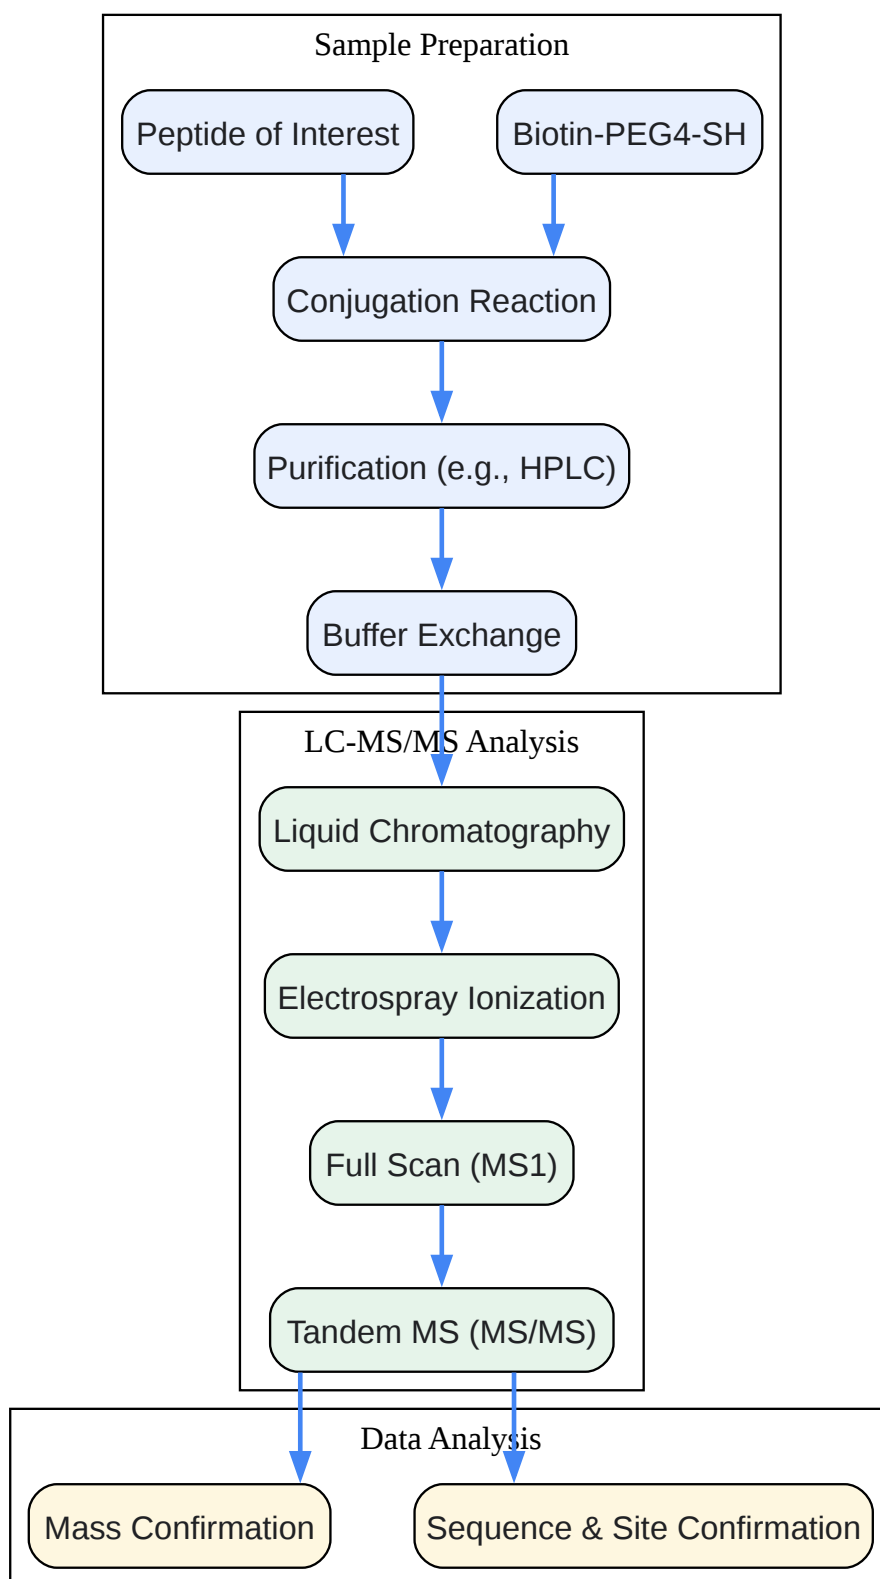 Sample Preparation
Peptide of Interest
Biotin-PEG4-SH
Conjugation Reaction
Purification (e.g., HPLC)
Buffer Exchange
LC-MS/MS Analysis
Liquid Chromatography
Electrospray Ionization
Full Scan (MS1)
Tandem MS (MS/MS)
Data Analysis
Mass Confirmation
Sequence & Site Confirmation